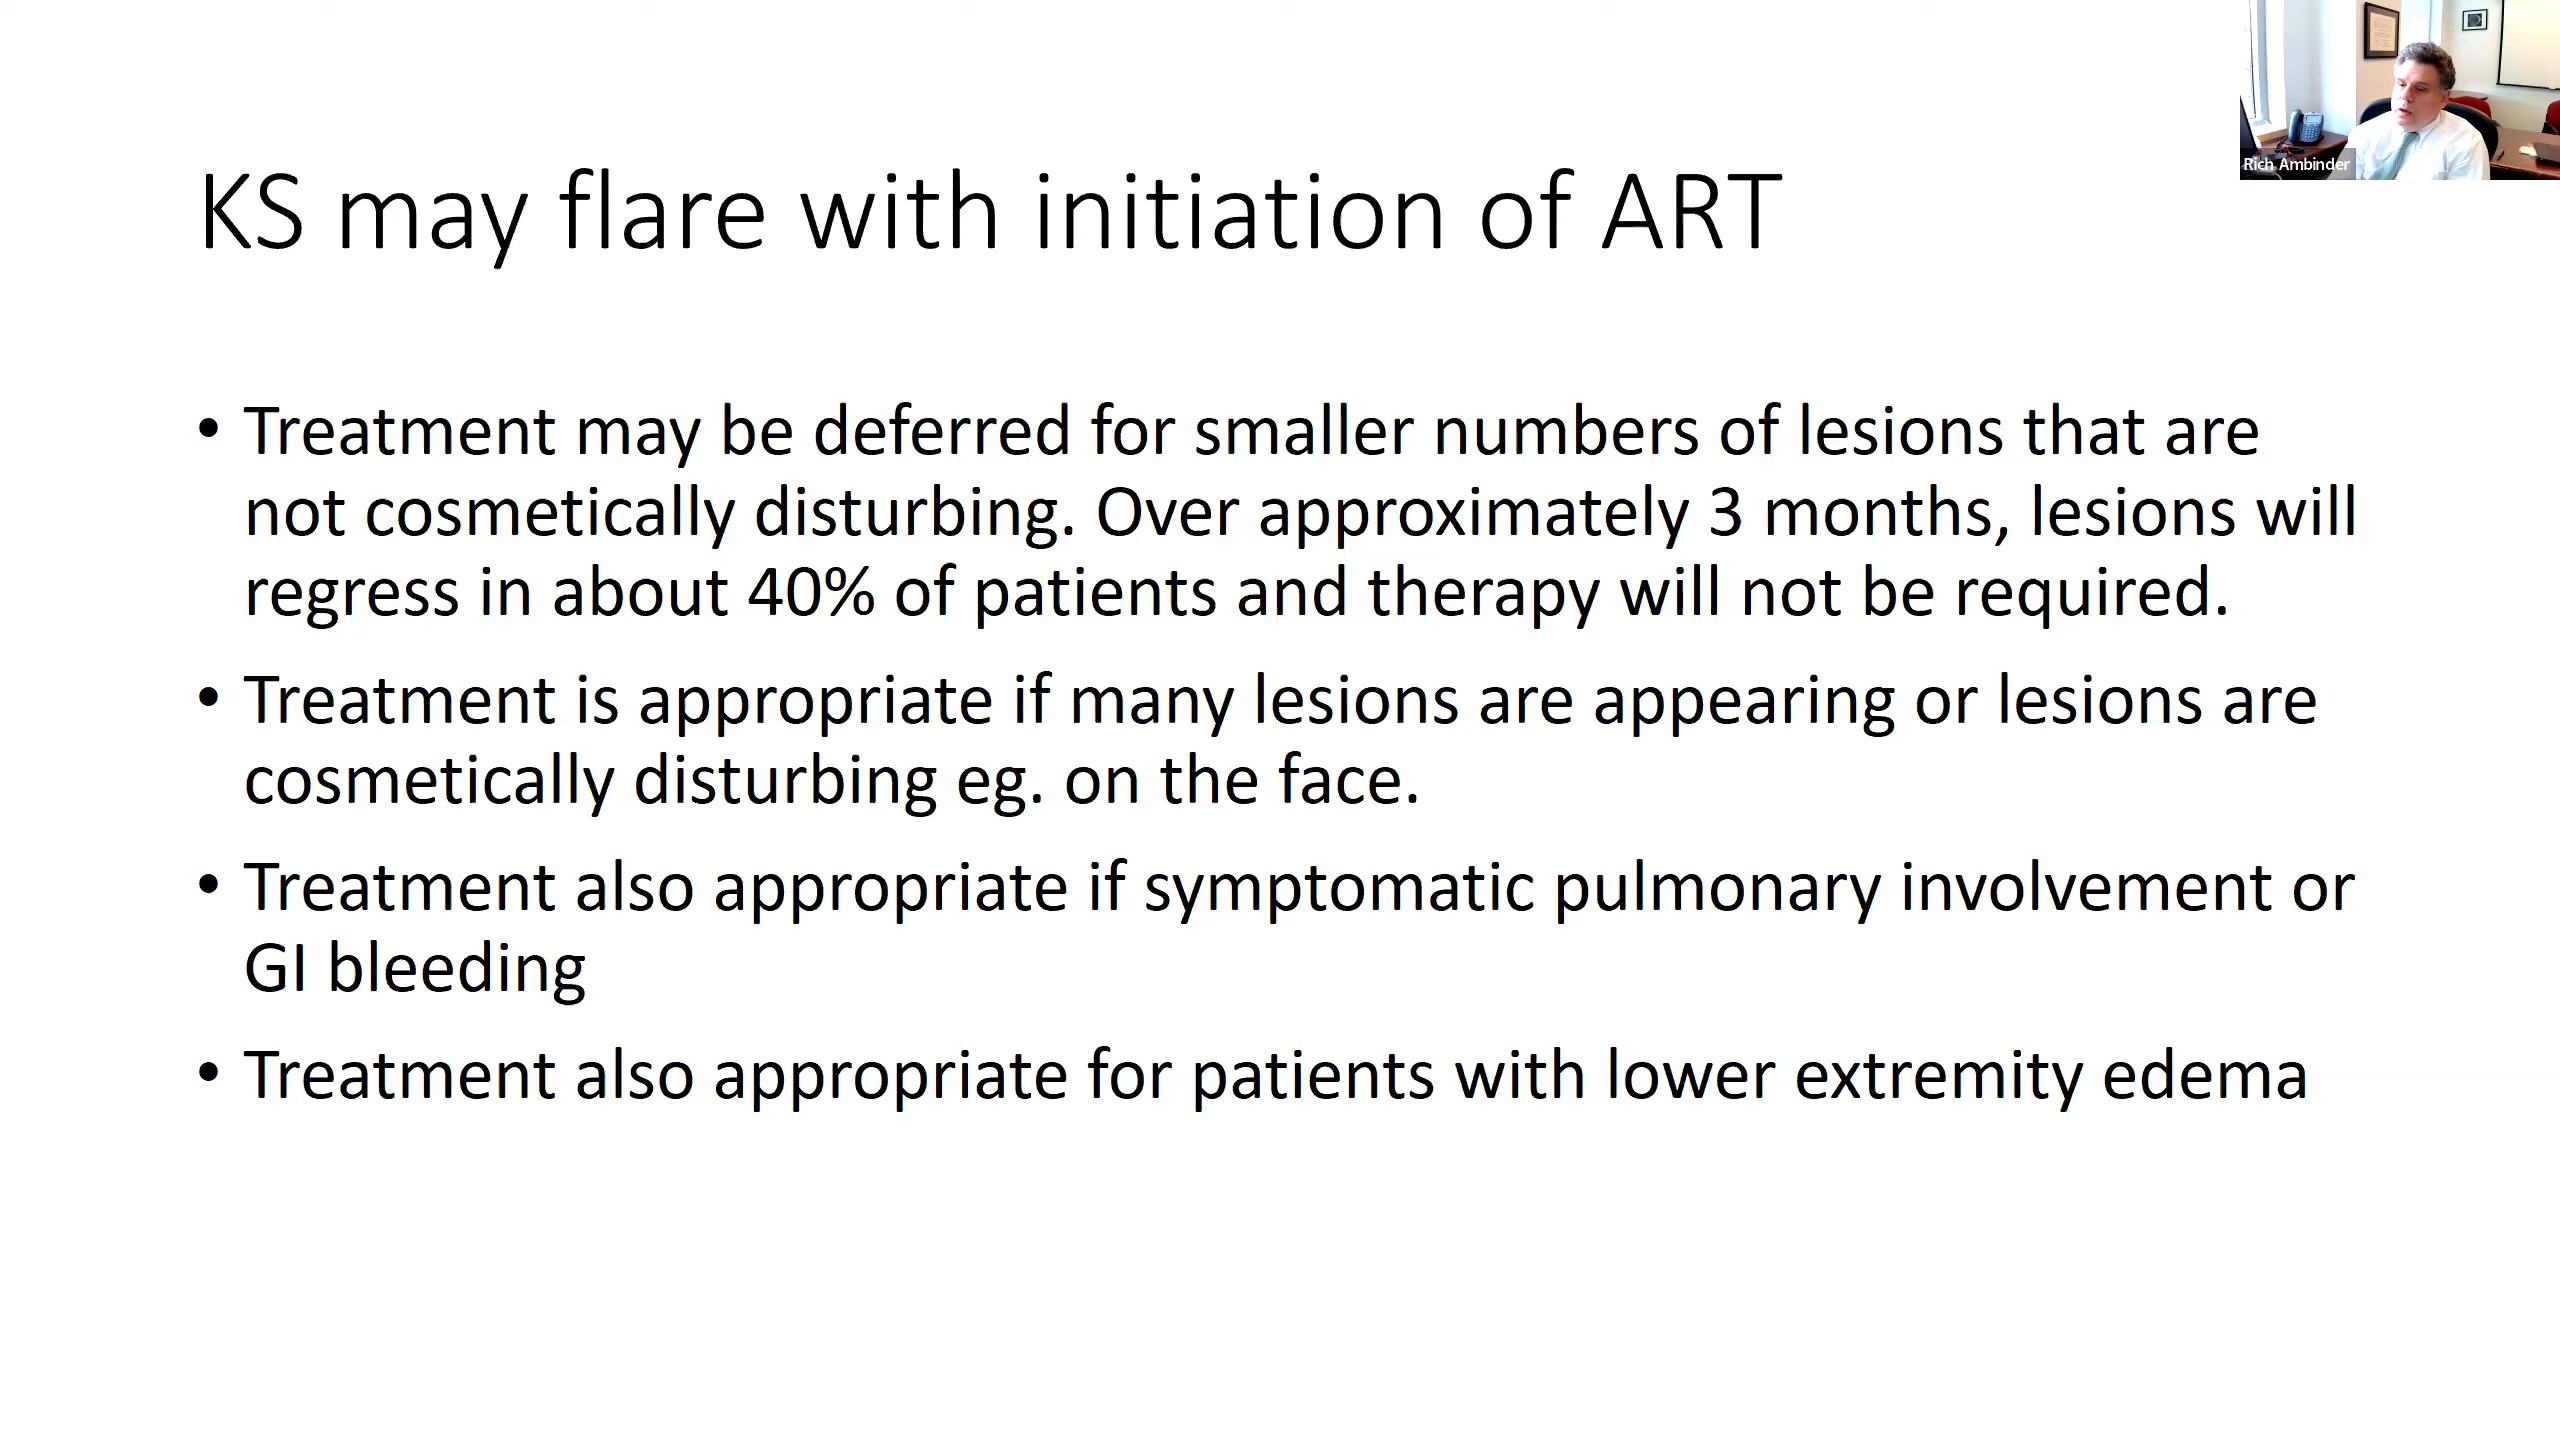 Rich Ambinder
KS may flare with initiation of ART
• Treatment may be deferred for smaller numbers of lesions that are
not cosmetically disturbing. Over approximately 3 months, lesions will
regress in about 40% of patients and therapy will not be required.
• Treatment is appropriate if many lesions are appearing or lesions are
cosmetically disturbing eg. on the face.
• Treatment also appropriate if symptomatic pulmonary involvement or
GI bleeding
• Treatment also appropriate for patients with lower extremity edema